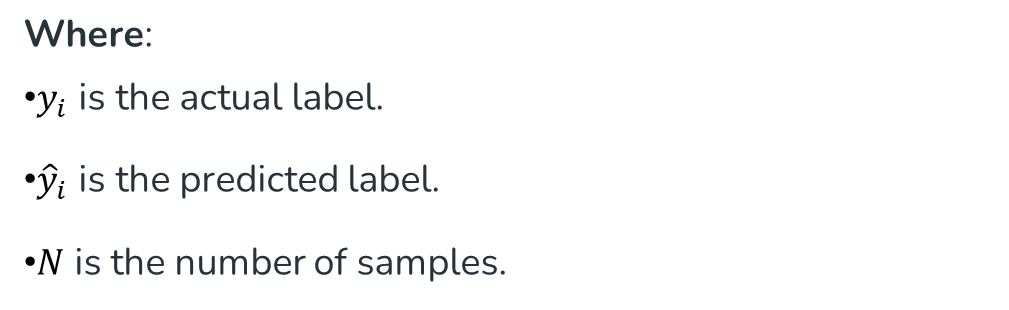 Where:
•yᵢ is the actual label.
•ŷᵢ is the predicted label.
•N is the number of samples.